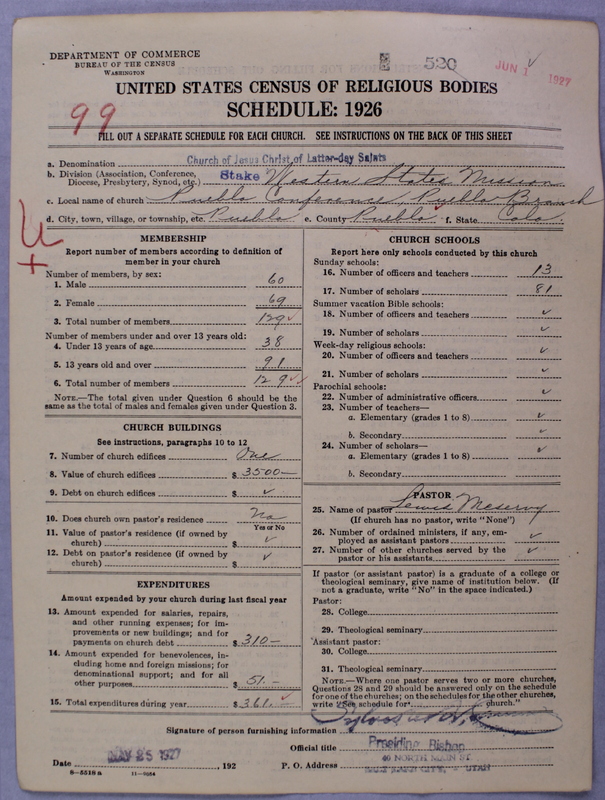 DEPARTMENT OF COMMERCE
BUREAU OF THE CENSUS
WASHINGTON
520
JUN 1 1927
UNITED STATES CENSUS OF RELIGIOUS BODIES
SCHEDULE: 1926
99
FILL OUT A SEPARATE SCHEDULE FOR EACH CHURCH. SEE INSTRUCTIONS ON THE BACK OF THIS SHEET
a. Denomination Church of Jesus Christ of Latter-day Saints
b. Division (Association, Conference, Diocese, Presbytery, Synod, etc.) Stake Western States Mission
c. Local name of church Pueblo Conference, Pueblo Branch
d. City, town, village, or township, etc. Pueblo e. County Pueblo f. State Colo
MEMBERSHIP
Report number of members according to definition of
member in your church
Number of members, by sex:
1. Male 60
2. Female 69
3. Total number of members 129 ✓
Number of members under and over 13 years old:
4. Under 13 years of age 38
5. 13 years old and over 91
6. Total number of members 129 ✓
NOTE.—The total given under Question 6 should be the
same as the total of males and females given under Question 3.
CHURCH BUILDINGS
See instructions, paragraphs 10 to 12
7. Number of church edifices One
8. Value of church edifices $ 3500—
9. Debt on church edifices $ ✓
10. Does church own pastor's residence No
Yes or No
11. Value of pastor's residence (if owned by
church) $ ✓
12. Debt on pastor's residence (if owned by
church) $ ✓
EXPENDITURES
Amount expended by your church during last fiscal year
13. Amount expended for salaries, repairs,
and other running expenses; for im-
provements or new buildings; and for
payments on church debt $ 310—
14. Amount expended for benevolences, in-
cluding home and foreign missions; for
denominational support; and for all
other purposes $ 51.—
15. Total expenditures during year $ 361.— ✓
CHURCH SCHOOLS
Report here only schools conducted by this church
Sunday schools:
16. Number of officers and teachers 13
17. Number of scholars 81
Summer vacation Bible schools:
18. Number of officers and teachers ✓
19. Number of scholars ✓
Week-day religious schools:
20. Number of officers and teachers ✓
21. Number of scholars ✓
Parochial schools:
22. Number of administrative officers ✓
23. Number of teachers—
a. Elementary (grades 1 to 8) ✓
b. Secondary ✓
24. Number of scholars—
a. Elementary (grades 1 to 8) ✓
b. Secondary
PASTOR
25. Name of pastor Lewis Meservy
(If church has no pastor, write "None")
26. Number of ordained ministers, if any, em-
ployed as assistant pastors ✓
27. Number of other churches served by the
pastor or his assistants ✓
If pastor (or assistant pastor) is a graduate of a college or
theological seminary, give name of institution below. (If
not a graduate, write "No" in the space indicated.)
Pastor:
28. College
29. Theological seminary
Assistant pastor:
30. College
31. Theological seminary
NOTE.—Where one pastor serves two or more churches,
Questions 28 and 29 should be answered only on the schedule
for one of the churches; on the schedules for the other churches,
write "See schedule for church."
Signature of person furnishing information
Official title Presiding Bishop
Date MAY 25 1927, 192 P. O. Address 40 NORTH MAIN ST.
SALT LAKE CITY, UTAH
8—5518 a 11—9084